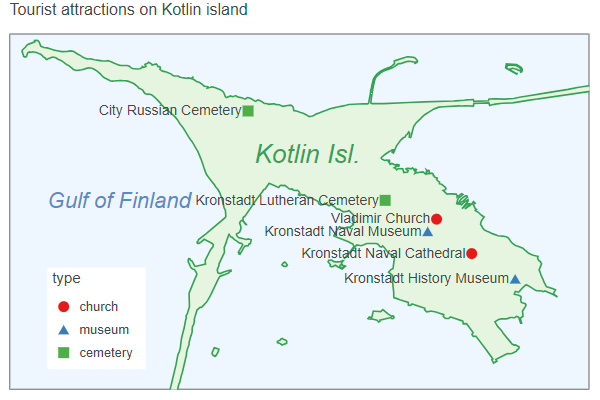 Tourist attractions on Kotlin island
City Russian Cemetery
Kotlin Isl.
Gulf of Finland
Kronstadt Lutheran Cemetery
Vladimir Church
Kronstadt Naval Museum
Kronstadt Naval Cathedral
Kronstadt History Museum
type
church
museum
cemetery